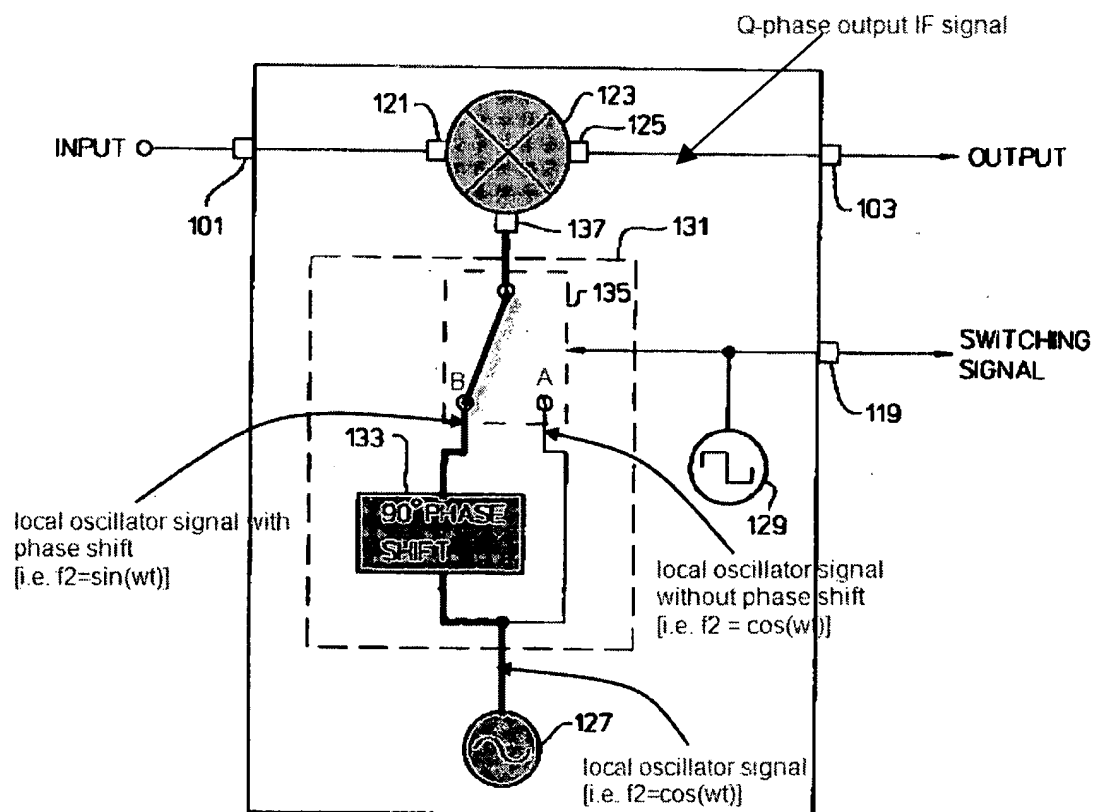 Q-phase output IF signal
121
123
125
INPUT
OUTPUT
101
103
137
131
135
SWITCHING
SIGNAL
B
A
119
133
90° PHASE
SHIFT
129
local oscillator signal with
phase shift
[i.e. f2=sin(wt)]
local oscillator signal
without phase shift
[i.e. f2 = cos(wt)]
127
local oscillator signal
[i.e. f2=cos(wt)]